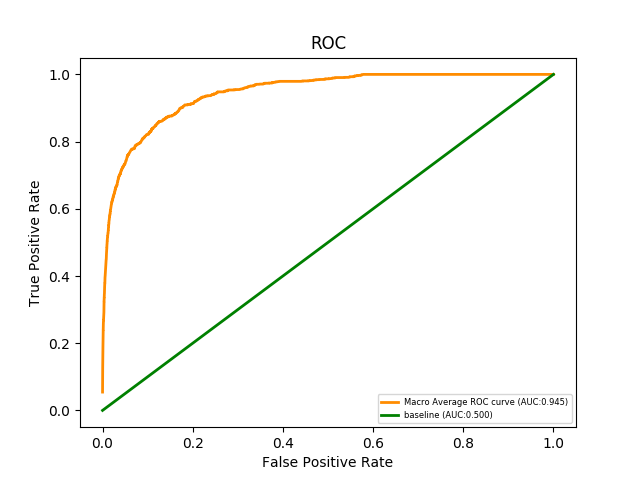 ROC
1.0
0.8
0.6
0.4
0.2
0.0
True Positive Rate
Macro Average ROC curve (AUC:0.945)
baseline (AUC:0.500)
0.0 0.2 0.4 0.6 0.8 1.0
False Positive Rate